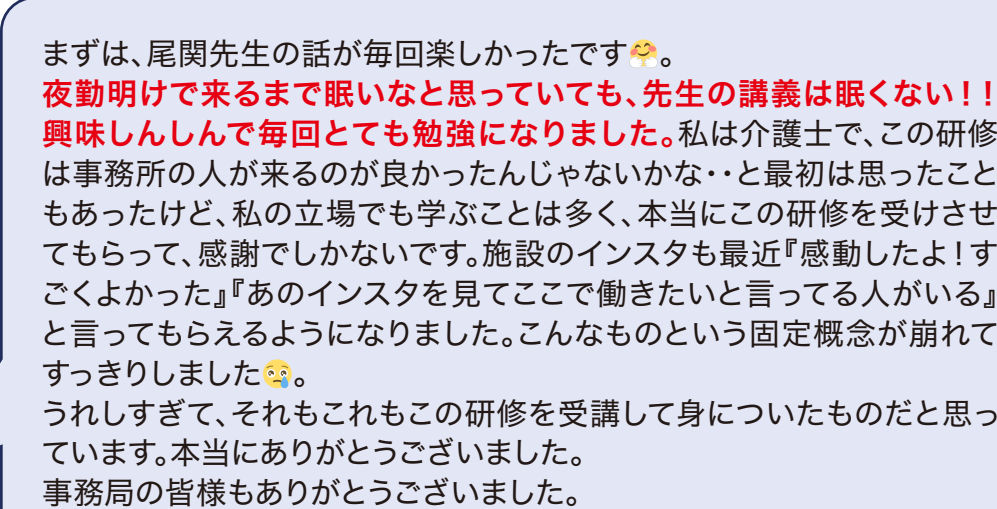 まずは、尾関先生の話が毎回楽しかったです🤗。
夜勤明けで来るまで眠いなと思っていても、先生の講義は眠くない！！
興味しんしんで毎回とても勉強になりました。私は介護士で、この研修
は事務所の人が来るのが良かったんじゃないかな・・と最初は思ったこと
もあったけど、私の立場でも学ぶことは多く、本当にこの研修を受けさせ
てもらって、感謝でしかないです。施設のインスタも最近『感動したよ！す
ごくよかった』『あのインスタを見てここで働きたいと言ってる人がいる』
と言ってもらえるようになりました。こんなものという固定概念が崩れて
すっきりしました😢。
うれしすぎて、それもこれもこの研修を受講して身についたものだと思っ
ています。本当にありがとうございました。
事務局の皆様もありがとうございました。